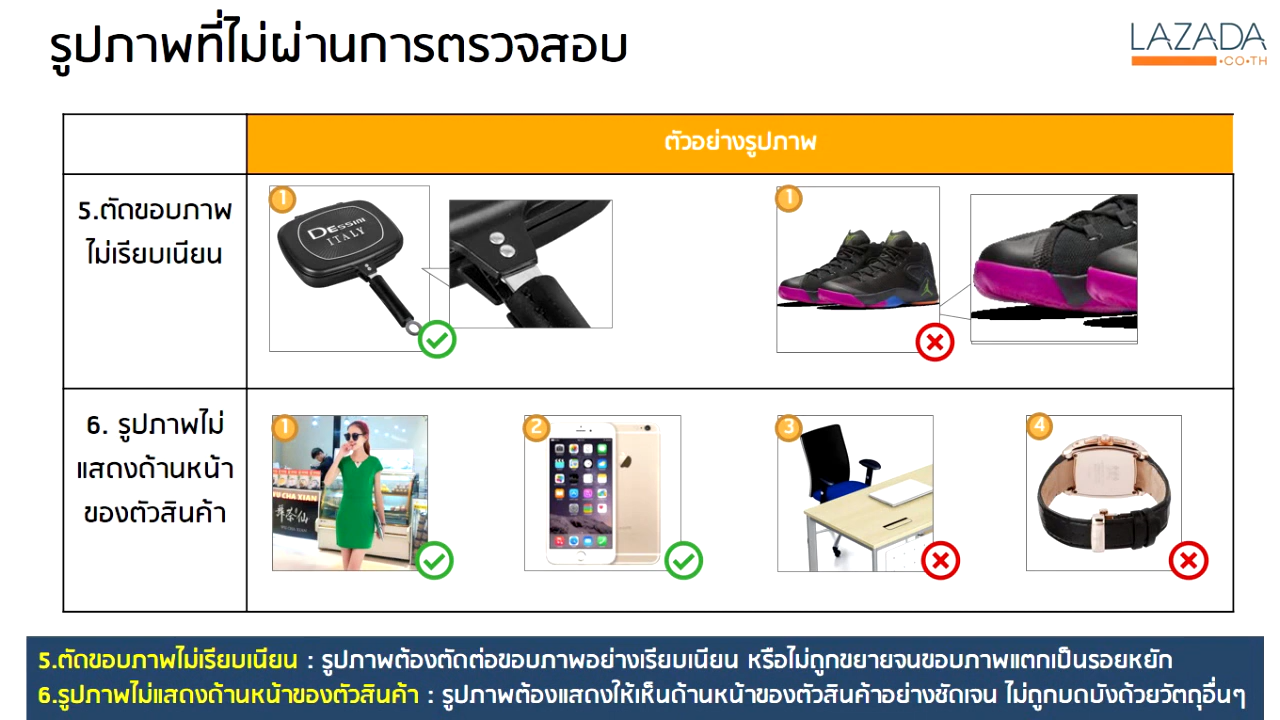 รูปภาพที่ไม่ผ่านการตรวจสอบ
LAZADA
•CO•TH
ตัวอย่างรูปภาพ
5.ตัดขอบภาพ
ไม่เรียบเนียน
1
DESSINI
ITALY
1
6. รูปภาพไม่
แสดงด้านหน้า
ของตัวสินค้า
1
2
3
4
5.ตัดขอบภาพไม่เรียบเนียน : รูปภาพต้องตัดต่อขอบภาพอย่างเรียบเนียน หรือไม่ถูกขยายจนขอบภาพแตกเป็นรอยหยัก
6.รูปภาพไม่แสดงด้านหน้าของตัวสินค้า : รูปภาพต้องแสดงให้เห็นด้านหน้าของตัวสินค้าอย่างชัดเจน ไม่ถูกบดบังด้วยวัตถุอื่นๆ